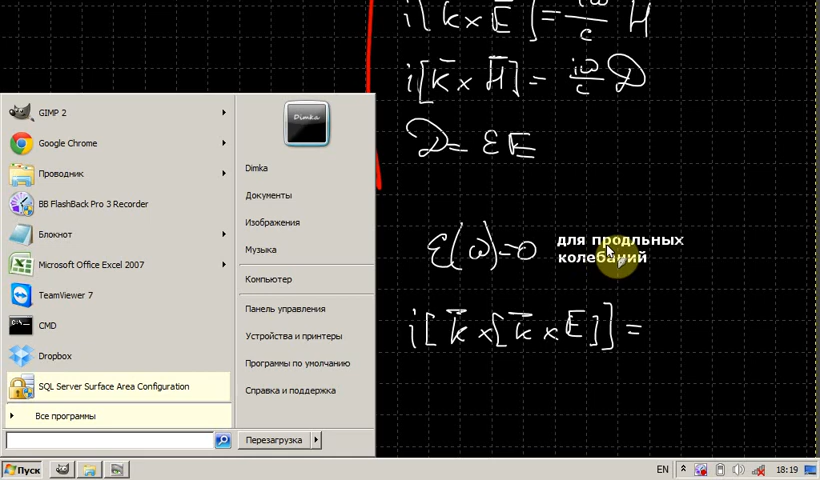 i[k̄ × Ē] = iω/c H
i[k̄ × H̄] = iω/c D
D = ε E
ε(ω) = 0
для продльных
колебаний
i[k̄ × [k̄ × Ē]] =
GIMP 2
Google Chrome
Проводник
BB FlashBack Pro 3 Recorder
Блокнот
Microsoft Office Excel 2007
TeamViewer 7
CMD
Dropbox
SQL Server Surface Area Configuration
Все программы
Dimka
Dimka
Документы
Изображения
Музыка
Компьютер
Панель управления
Устройства и принтеры
Программы по умолчанию
Справка и поддержка
Перезагрузка
Пуск
EN
18:19